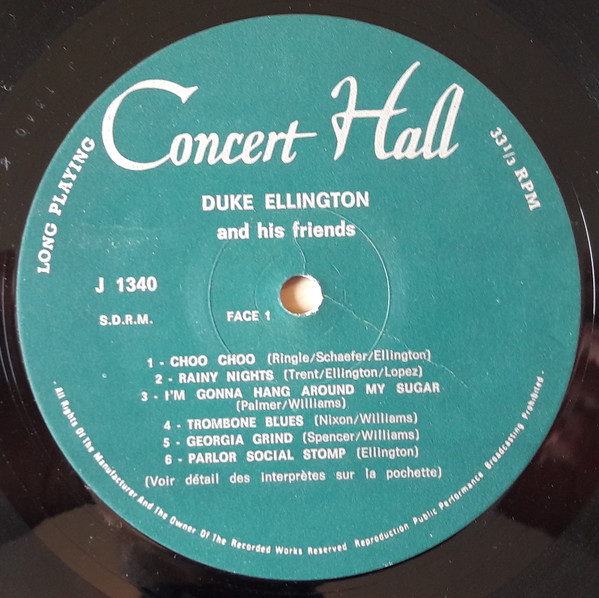 Concert Hall
LONG PLAYING
33 1/3 RPM
DUKE ELLINGTON
and his friends
J 1340
S.D.R.M.
FACE 1
1 - CHOO CHOO (Ringle/Schaefer/Ellington)
2 - RAINY NIGHTS (Trent/Ellington/Lopez)
3 - I'M GONNA HANG AROUND MY SUGAR
(Palmer/Williams)
4 - TROMBONE BLUES (Nixon/Williams)
5 - GEORGIA GRIND (Spencer/Williams)
6 - PARLOR SOCIAL STOMP (Ellington)
(Voir détail des interprètes sur la pochette)
- All Rights Of The Manufacturer And The Owner Of The Recorded Works Reserved Reproduction Public Performance Broadcasting Prohibited -